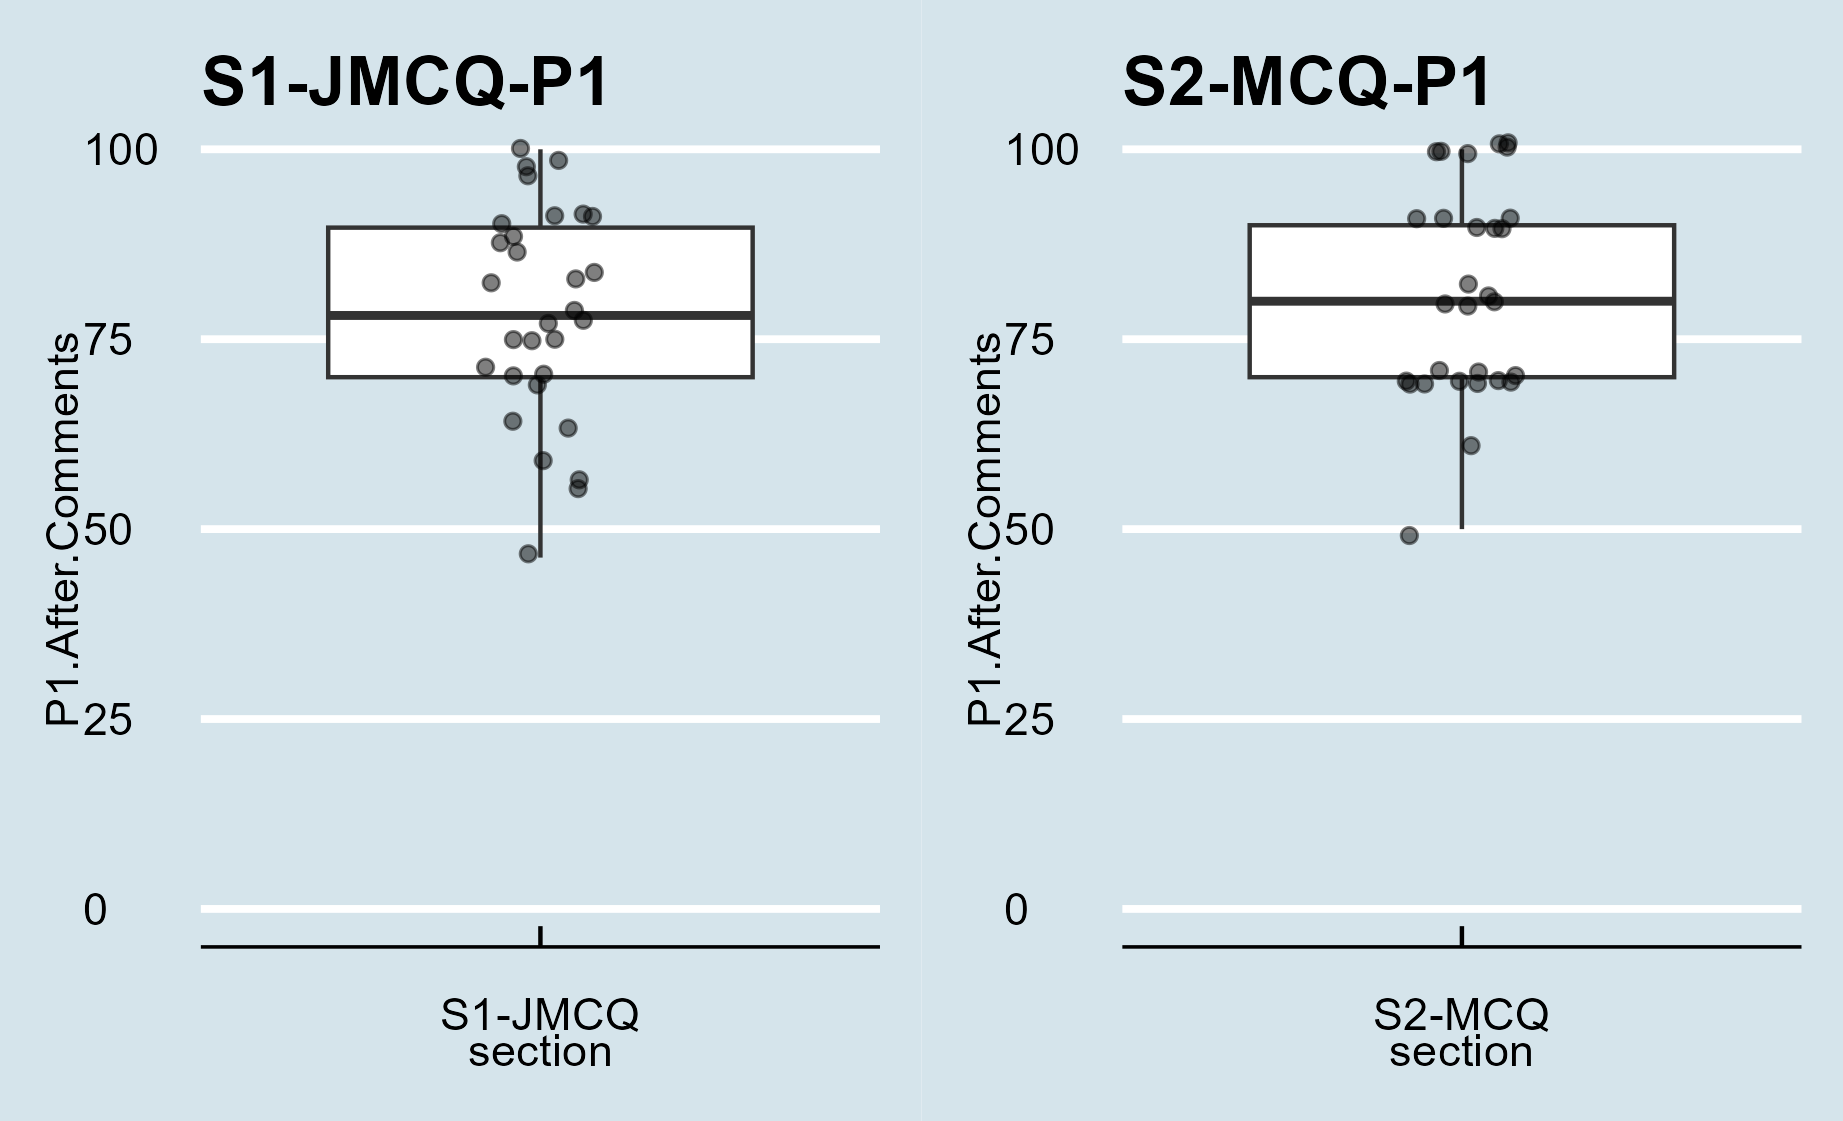 S1-JMCQ-P1
100
75
50
25
0
P1.After.Comments
S1-JMCQ
section
S2-MCQ-P1
100
75
50
25
0
P1.After.Comments
S2-MCQ
section